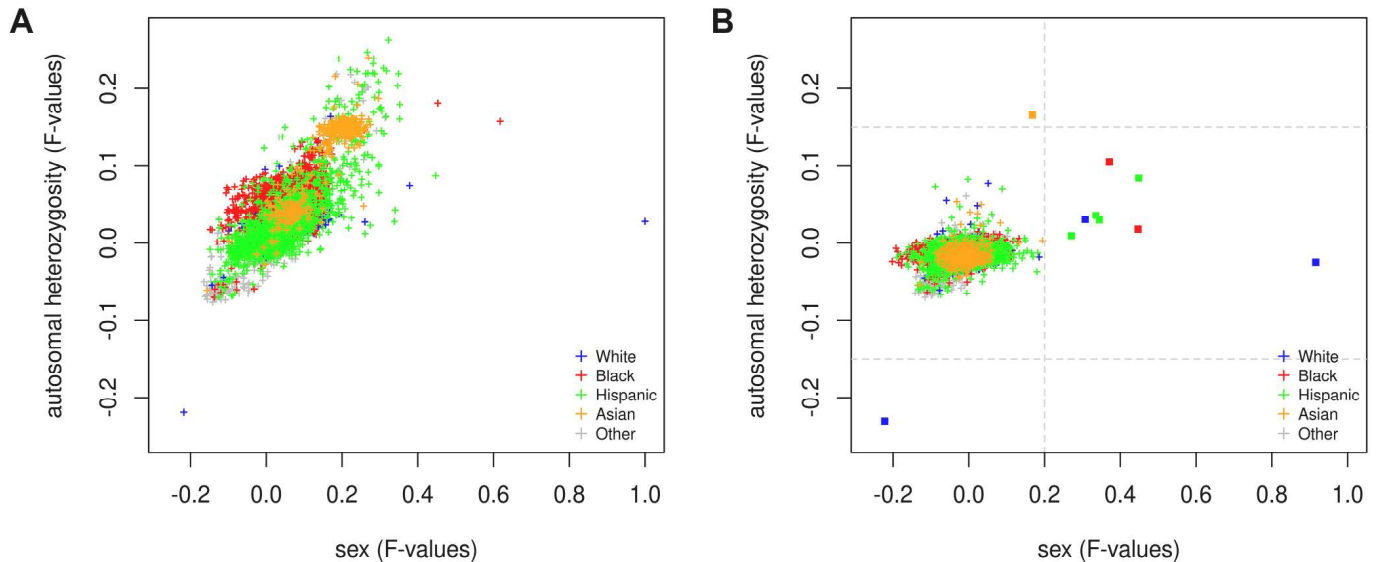 A
autosomal heterozygosity (F-values)
0.2
0.1
0.0
-0.1
-0.2
White
Black
Hispanic
Asian
Other
-0.2 0.0 0.2 0.4 0.6 0.8 1.0
sex (F-values)
B
autosomal heterozygosity (F-values)
0.2
0.1
0.0
-0.1
-0.2
White
Black
Hispanic
Asian
Other
-0.2 0.0 0.2 0.4 0.6 0.8 1.0
sex (F-values)